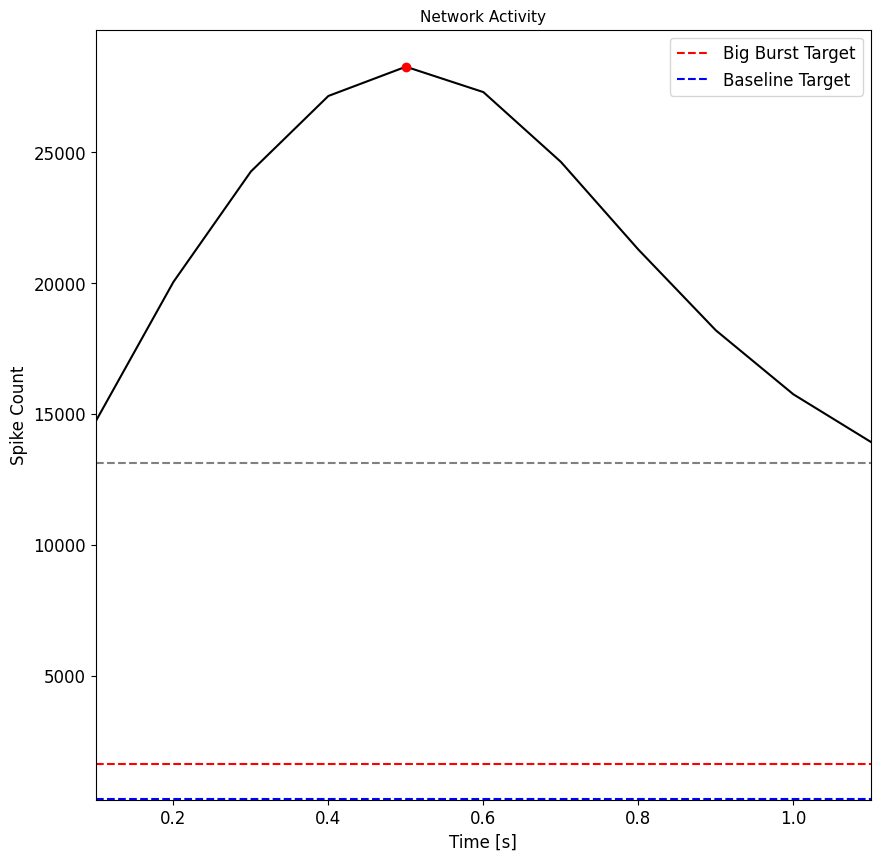 Network Activity
Big Burst Target
Baseline Target
Spike Count
25000
20000
15000
10000
5000
0.2
0.4
0.6
0.8
1.0
Time [s]